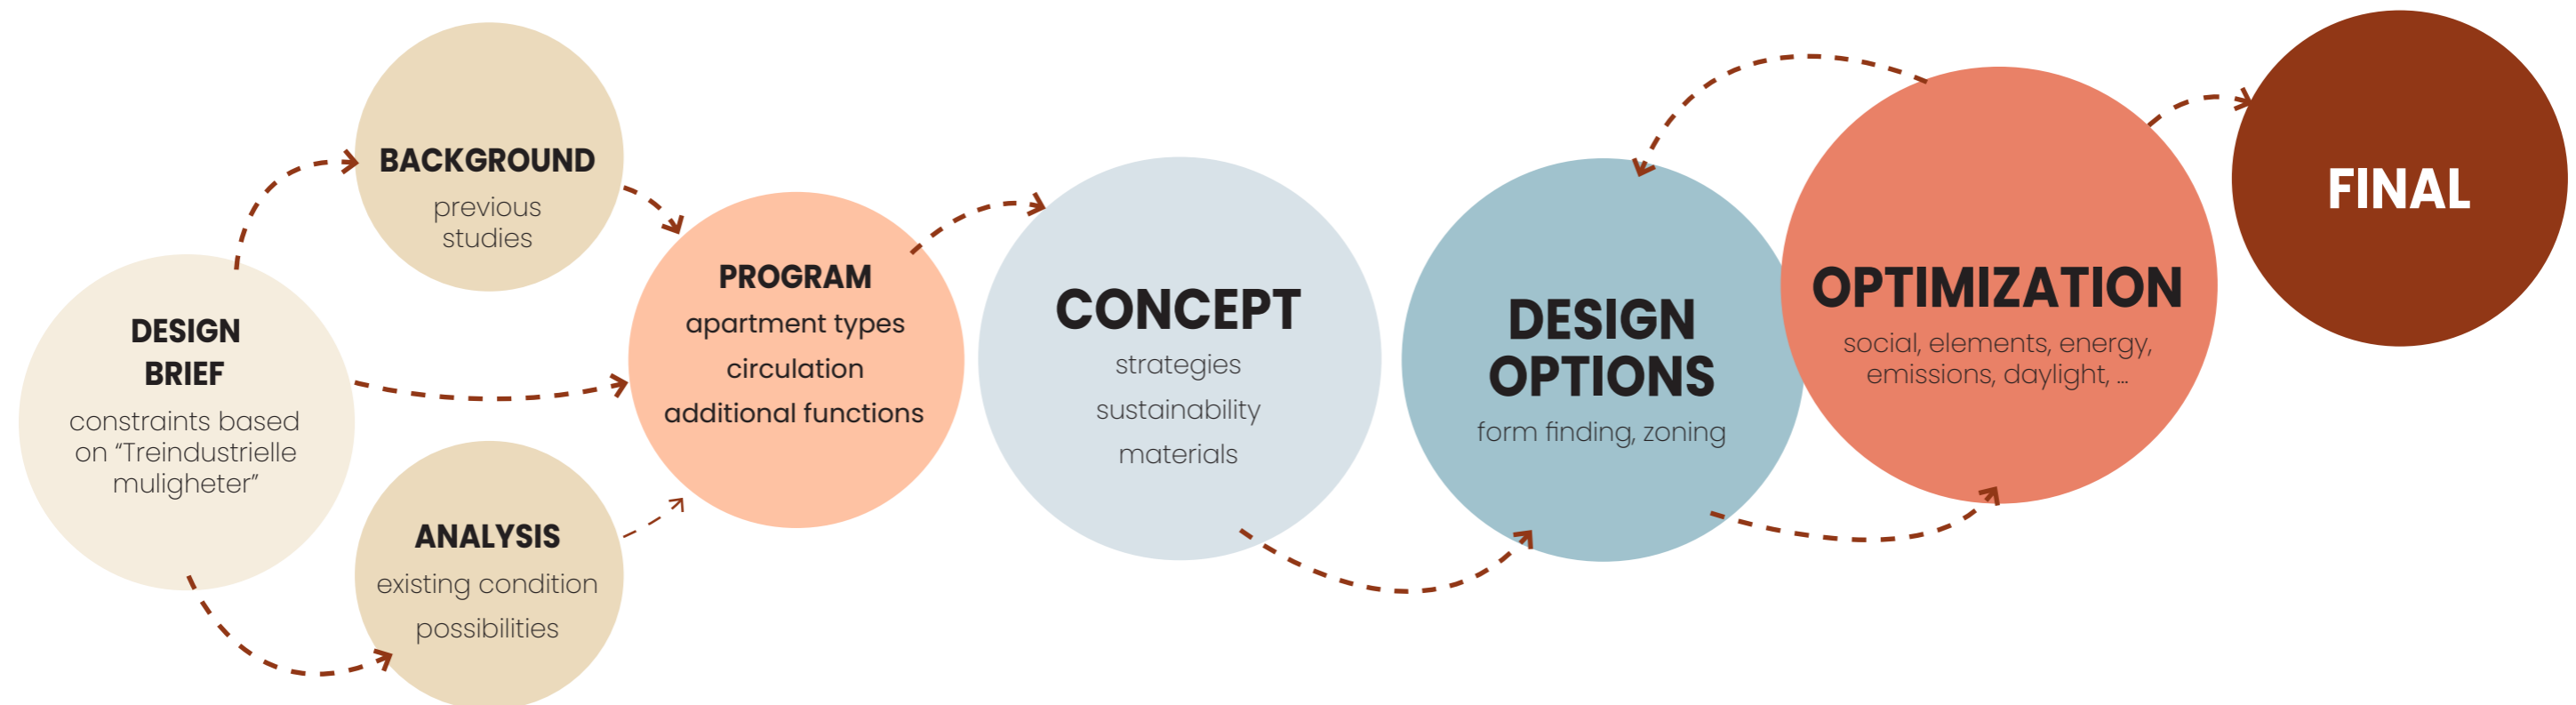 DESIGN
BRIEF
constraints based
on “Treindustrielle
muligheter”
BACKGROUND
previous
studies
ANALYSIS
existing condition
possibilities
PROGRAM
apartment types
circulation
additional functions
CONCEPT
strategies
sustainability
materials
DESIGN
OPTIONS
form finding, zoning
OPTIMIZATION
social, elements, energy,
emissions, daylight, ...
FINAL